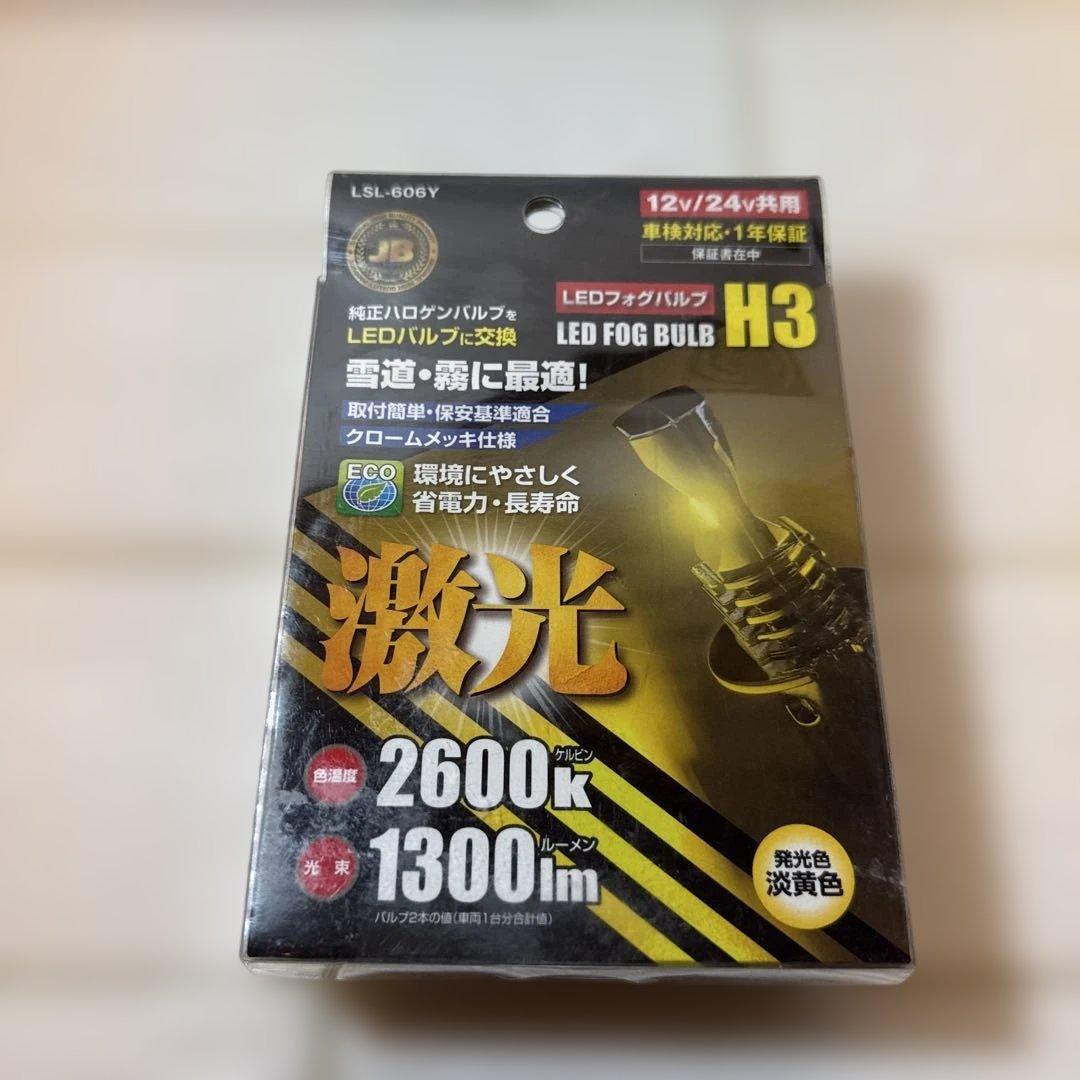 LSL-606Y
JB
12V/24V共用
車検対応・1年保証
保証書在中
LEDフォグバルブ
LED FOG BULB
H3
純正ハロゲンバルブを
LEDバルブに交換
雪道・霧に最適!
取付簡単・保安基準適合
クロームメッキ仕様
ECO
環境にやさしく
省電力・長寿命
激光
色温度
2600k
ケルビン
光束
1300lm
ルーメン
バルブ2本の値(車両1台分合計値)
発光色
淡黄色